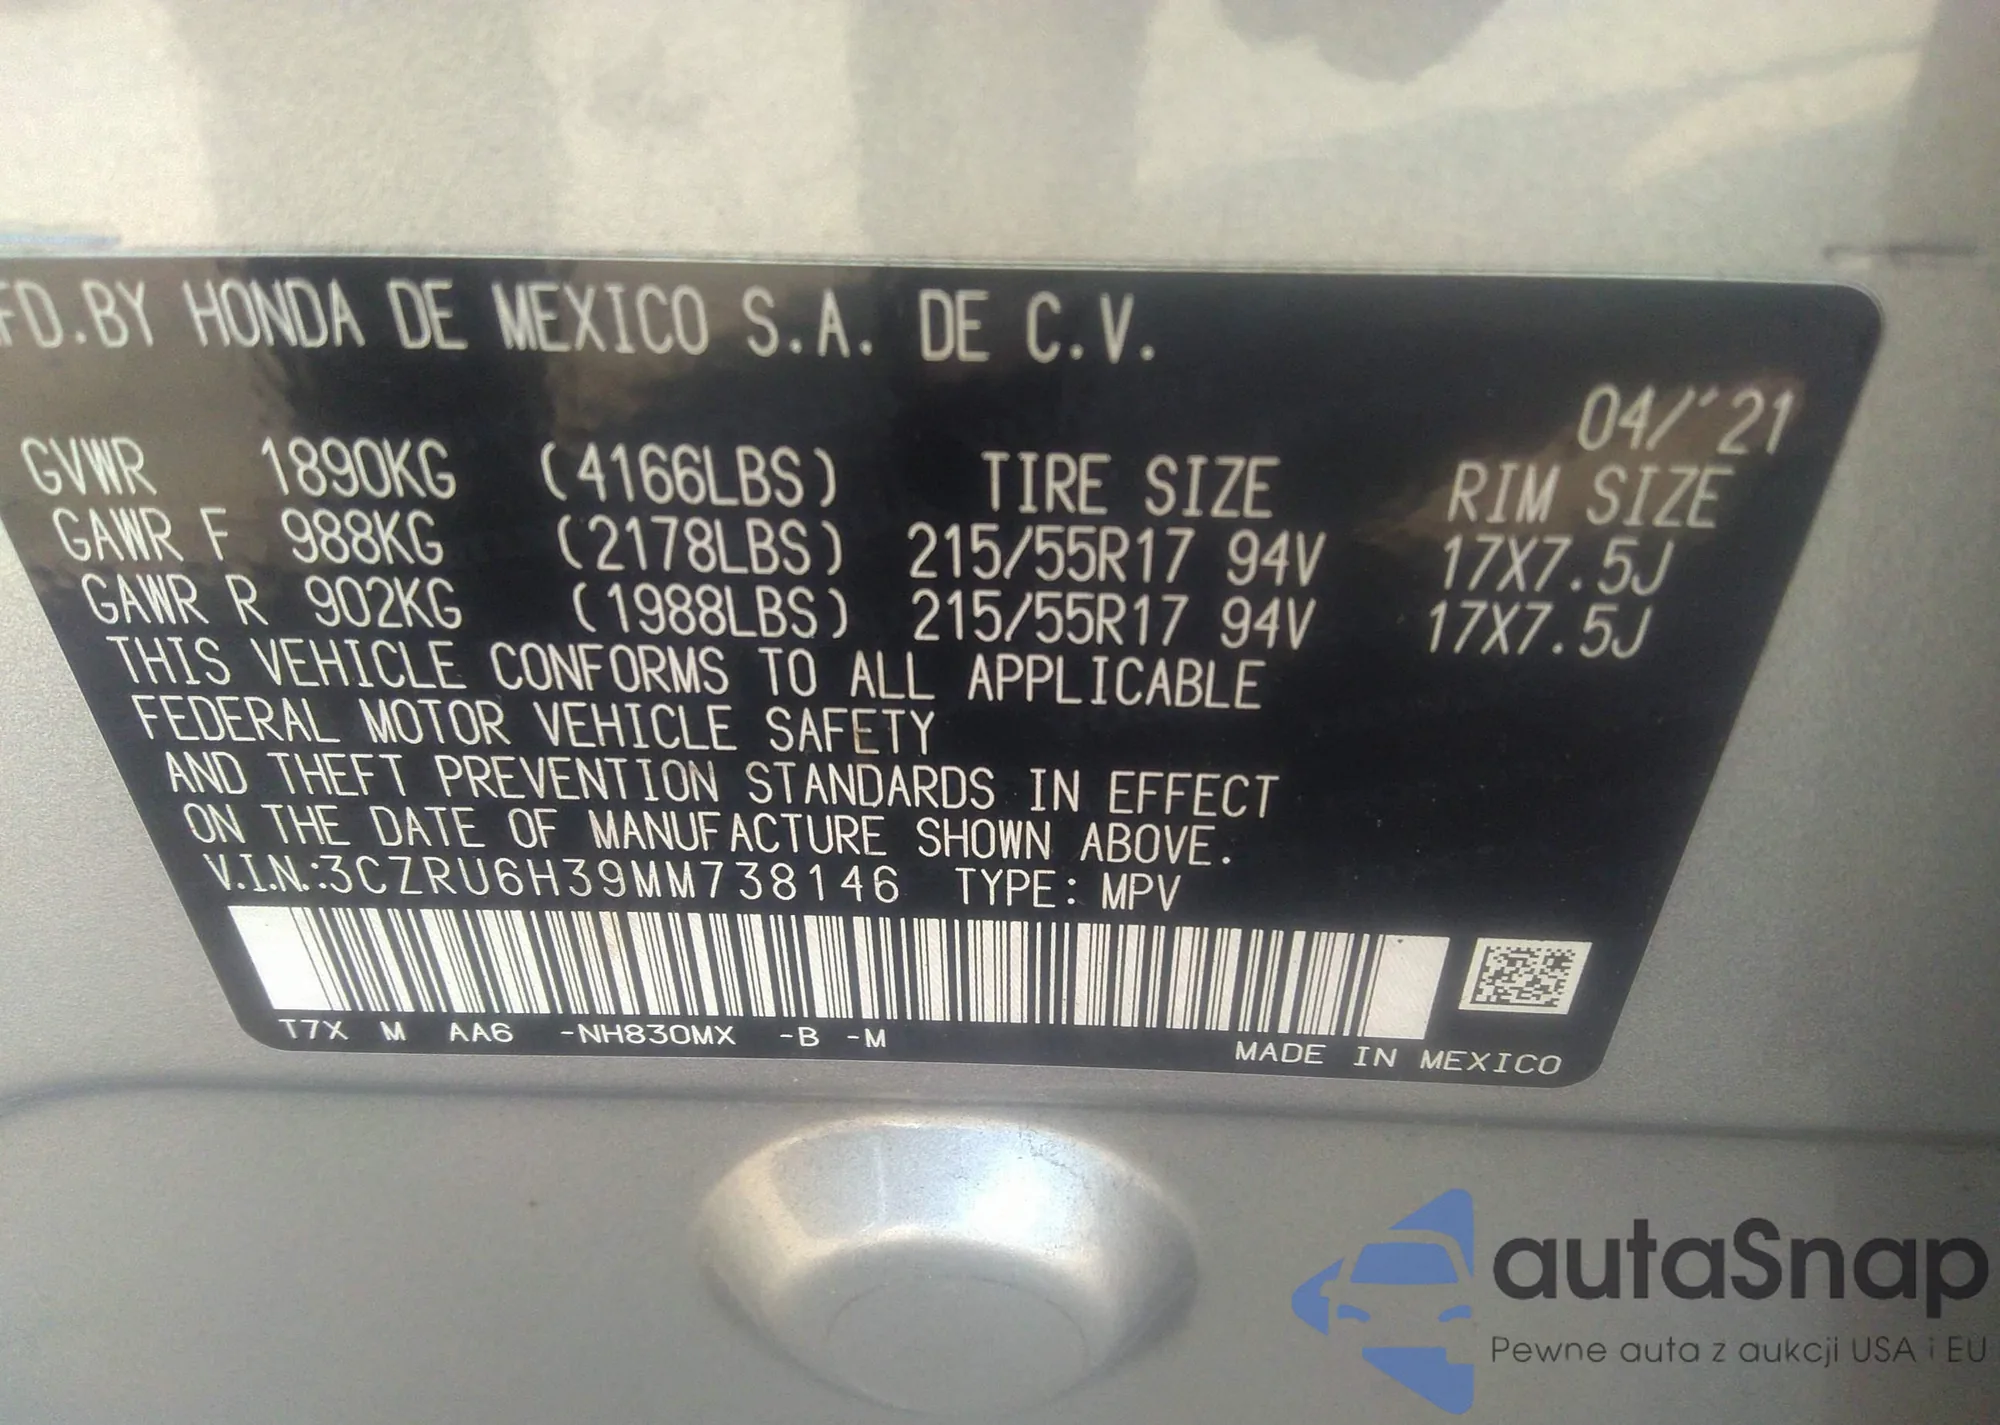 FD.BY HONDA DE MEXICO S.A. DE C.V.
04/'21
GVWR 1890KG (4166LBS) TIRE SIZE RIM SIZE
GAWR F 988KG (2178LBS) 215/55R17 94V 17X7.5J
GAWR R 902KG (1988LBS) 215/55R17 94V 17X7.5J
THIS VEHICLE CONFORMS TO ALL APPLICABLE
FEDERAL MOTOR VEHICLE SAFETY
AND THEFT PREVENTION STANDARDS IN EFFECT
ON THE DATE OF MANUFACTURE SHOWN ABOVE.
V.I.N.:3CZRU6H39MM738146 TYPE: MPV
T7X M AA6 -NH830MX -B -M
MADE IN MEXICO
autaSnap
Pewne auta z aukcji USA i EU